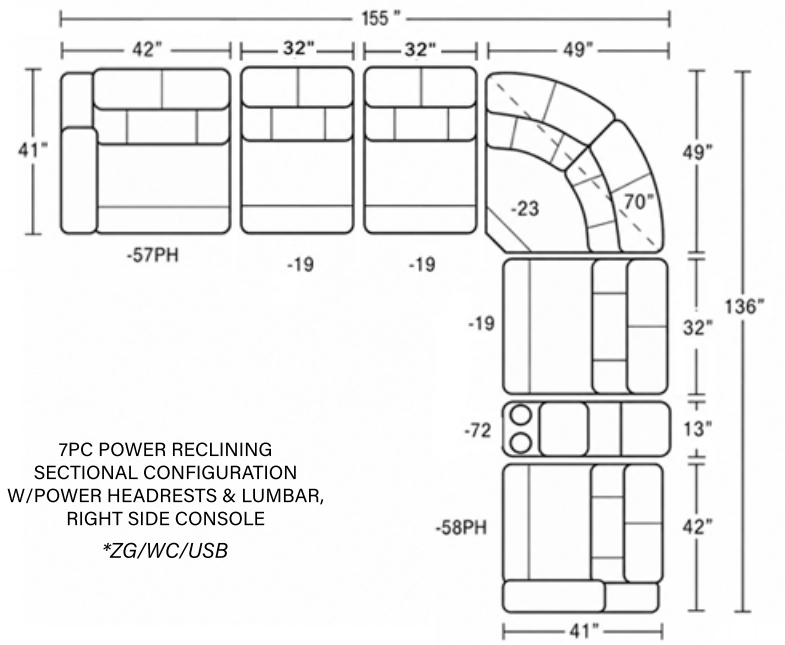 155 "
42"
32"
32"
49"
41"
49"
-23
70"
-57PH
-19
-19
136"
-19
32"
-72
13"
7PC POWER RECLINING
SECTIONAL CONFIGURATION
W/POWER HEADRESTS & LUMBAR,
RIGHT SIDE CONSOLE
*ZG/WC/USB
-58PH
42"
41"